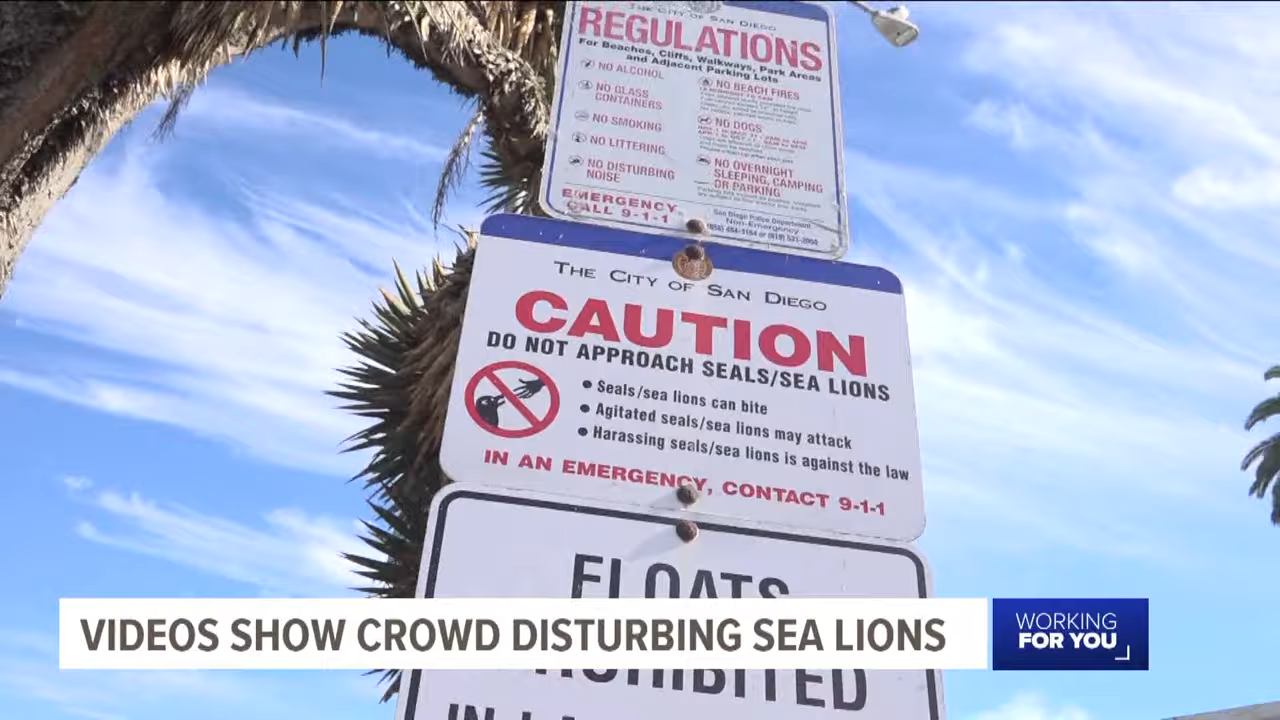 THE CITY OF SAN DIEGO
REGULATIONS
For Beaches, Cliffs, Walkways, Park Areas
and Adjacent Parking Lots
NO ALCOHOL
NO GLASS
CONTAINERS
NO SMOKING
NO LITTERING
NO DISTURBING
NOISE
EMERGENCY
CALL 9-1-1
NO BEACH FIRES
NO DOGS
NO OVERNIGHT
SLEEPING, CAMPING
OR PARKING
San Diego Police Department
Non-Emergency
THE CITY OF SAN DIEGO
CAUTION
DO NOT APPROACH SEALS/SEA LIONS
• Seals/sea lions can bite
• Agitated seals/sea lions may attack
• Harassing seals/sea lions is against the law
IN AN EMERGENCY, CONTACT 9-1-1
FLOATS
PROHIBITED
VIDEOS SHOW CROWD DISTURBING SEA LIONS
WORKING
FOR YOU